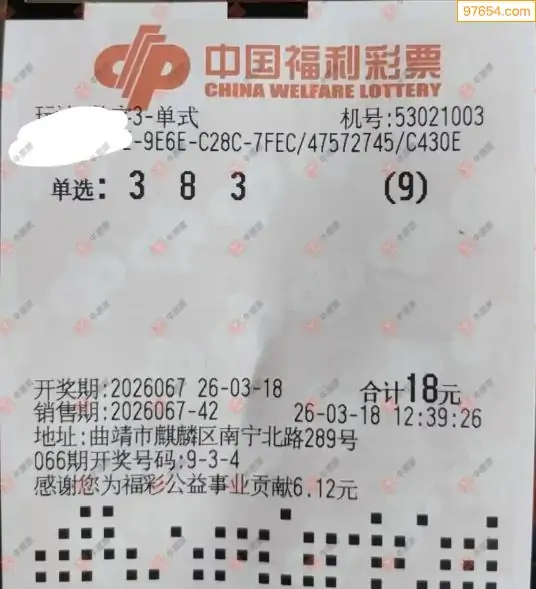 97654.com
中国福利彩票
CHINA WELFARE LOTTERY
3-单式 机号:53021003
-9E6E-C28C-7FEC/47572745/C430E
单选: 3 8 3 (9)
开奖期:2026067 26-03-18 合计18元
销售期:2026067-42 26-03-18 12:39:26
地址:曲靖市麒麟区南宁北路289号
066期开奖号码:9-3-4
感谢您为福彩公益事业贡献6.12元